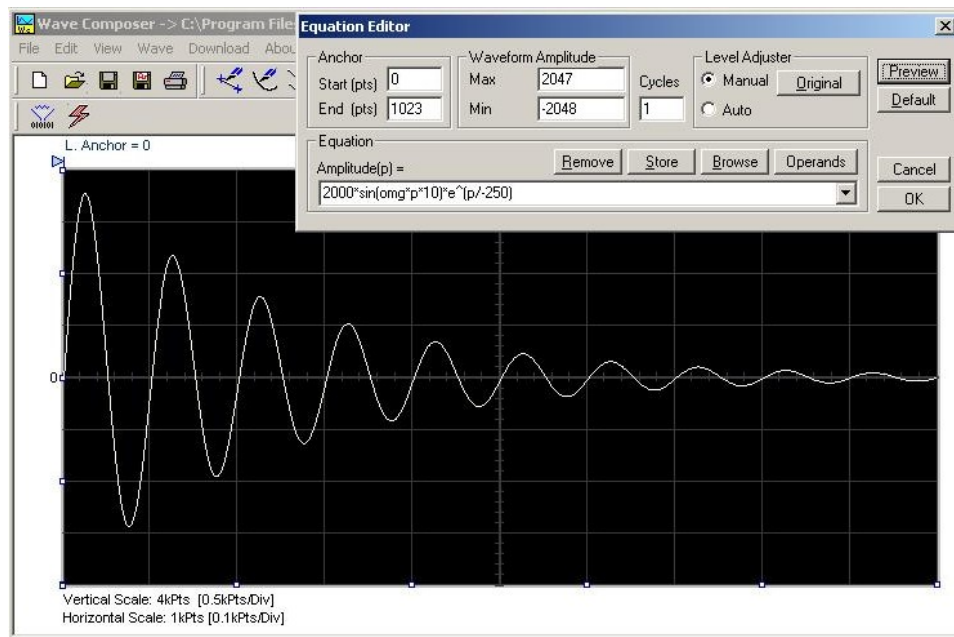 Wave Composer -> C:\Program File
File Edit View Wave Download Abou
L. Anchor = 0
0
Vertical Scale: 4kPts [0.5kPts/Div]
Horizontal Scale: 1kPts [0.1kPts/Div]
Equation Editor
Anchor
Start (pts) 0
End (pts) 1023
Waveform Amplitude
Max 2047
Min -2048
Cycles
1
Level Adjuster
Manual Original
Auto
Preview
Default
Equation
Amplitude(p) =
Remove Store Browse Operands
2000*sin(omg*p*10)*e^(p/-250)
Cancel
OK